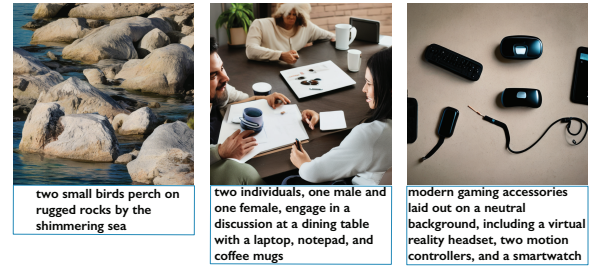 two small birds perch on
rugged rocks by the
shimmering sea
two individuals, one male and
one female, engage in a
discussion at a dining table
with a laptop, notepad, and
coffee mugs
modern gaming accessories
laid out on a neutral
background, including a virtual
reality headset, two motion
controllers, and a smartwatch